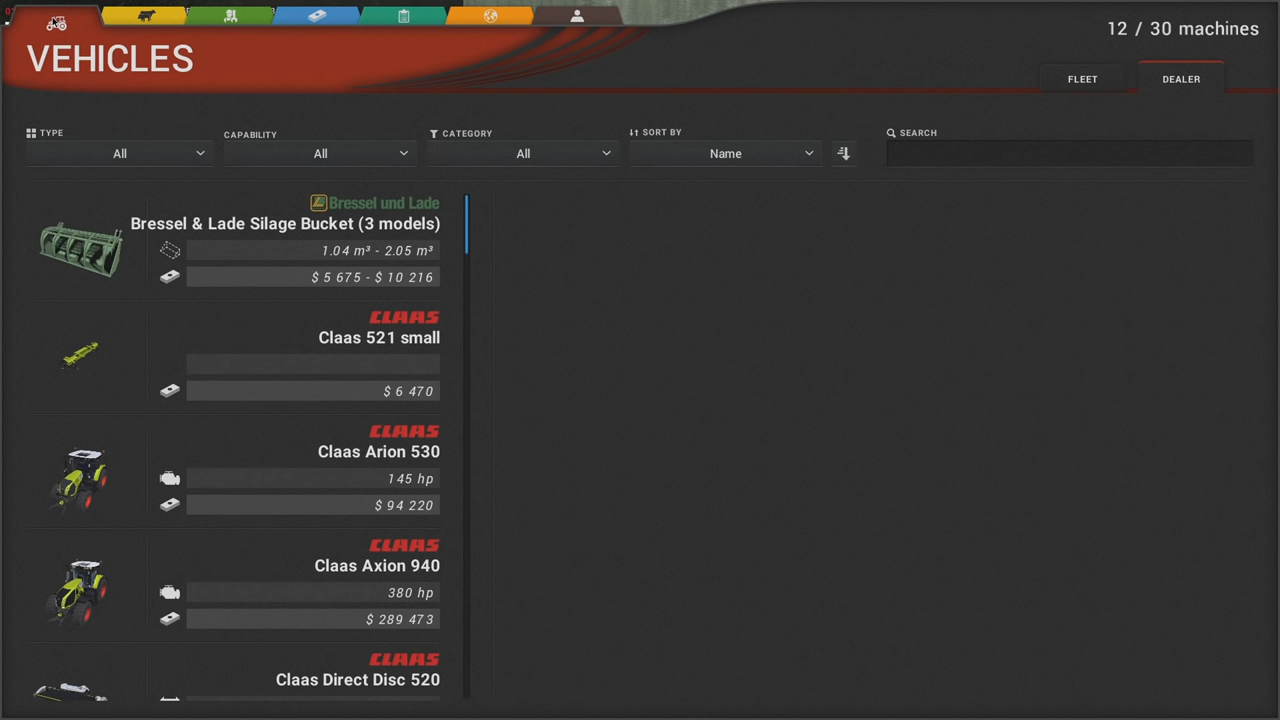 12 / 30 machines
VEHICLES
FLEET
DEALER
TYPE
CAPABILITY
CATEGORY
SORT BY
SEARCH
All
All
All
Name
Bressel und Lade
Bressel & Lade Silage Bucket (3 models)
1.04 m³ - 2.05 m³
$ 5 675 - $ 10 216
CLAAS
Claas 521 small
$ 6 470
CLAAS
Claas Arion 530
145 hp
$ 94 220
CLAAS
Claas Axion 940
380 hp
$ 289 473
CLAAS
Claas Direct Disc 520